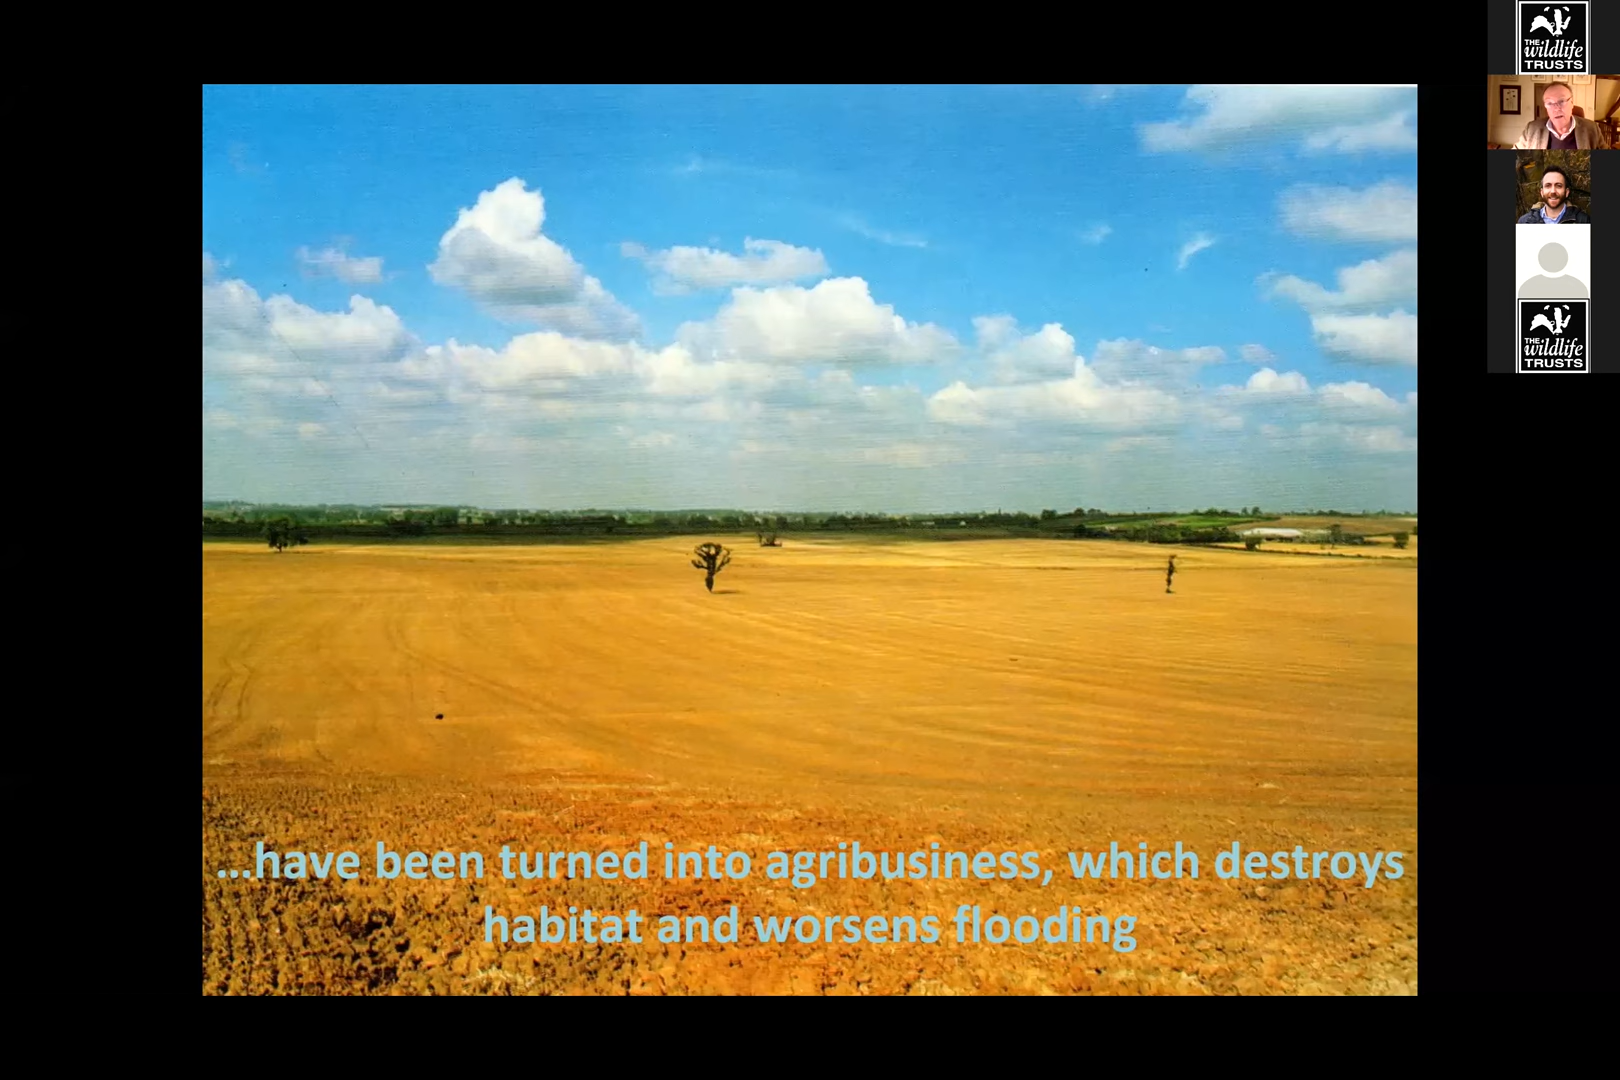 THE
wildlife
TRUSTS
...have been turned into agribusiness, which destroys
habitat and worsens flooding
THE
wildlife
TRUSTS